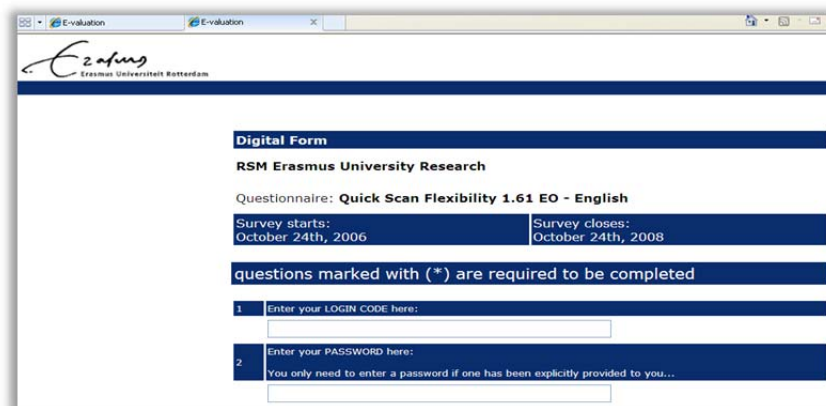 E-valuation
E-valuation
Erasmus
Erasmus Universiteit Rotterdam
Digital Form
RSM Erasmus University Research
Questionnaire: Quick Scan Flexibility 1.61 EO - English
Survey starts:
October 24th, 2006
Survey closes:
October 24th, 2008
questions marked with (*) are required to be completed
1 Enter your LOGIN CODE here:
2 Enter your PASSWORD here:
You only need to enter a password if one has been explicitly provided to you...